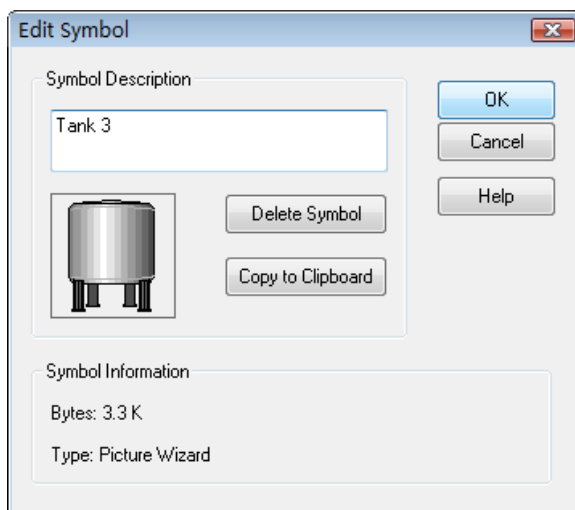 Edit Symbol
Symbol Description
Tank 3
OK
Cancel
Help
Delete Symbol
Copy to Clipboard
Symbol Information
Bytes: 3.3 K
Type: Picture Wizard